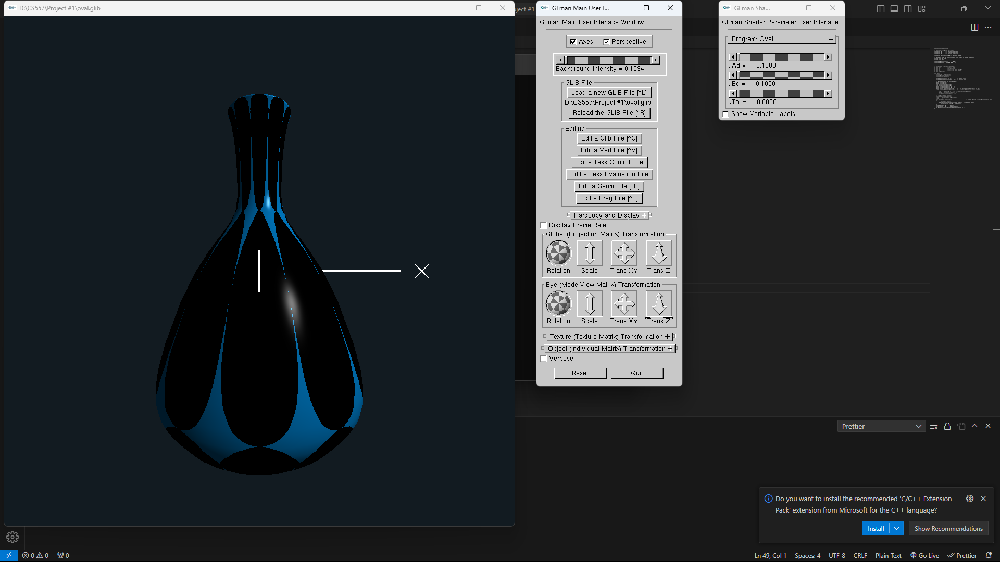 D:\CS557\Project #1\oval.glib
X
oject #1
GLman Main User I...
GLman Main User Interface Window
Axes
Perspective
Background Intensity = 0.1294
GLIB File
Load a new GLIB File [^L]
D:\CS557\Project #1\oval.glib
Reload the GLIB File [^R]
Editing
Edit a Glib File [^G]
Edit a Vert File [^V]
Edit a Tess Control File
Edit a Tess Evaluation File
Edit a Geom File [^E]
Edit a Frag File [^F]
Hardcopy and Display +
Display Frame Rate
Global (Projection Matrix) Transformation
Rotation
Scale
Trans XY
Trans Z
Eye (ModelView Matrix) Transformation
Rotation
Scale
Trans XY
Trans Z
Texture (Texture Matrix) Transformation +
Object (Individual Matrix) Transformation +
Verbose
Reset
Quit
GLman Sha...
GLman Shader Parameter User Interface
Program: Oval
uAd = 0.1000
uBd = 0.1000
uTol = 0.0000
Show Variable Labels
Prettier
Do you want to install the recommended 'C/C++ Extension
Pack' extension from Microsoft for the C++ language?
Install
Show Recommendations
0
0
0
Ln 49, Col 1
Spaces: 4
UTF-8
CRLF
Plain Text
Go Live
Prettier